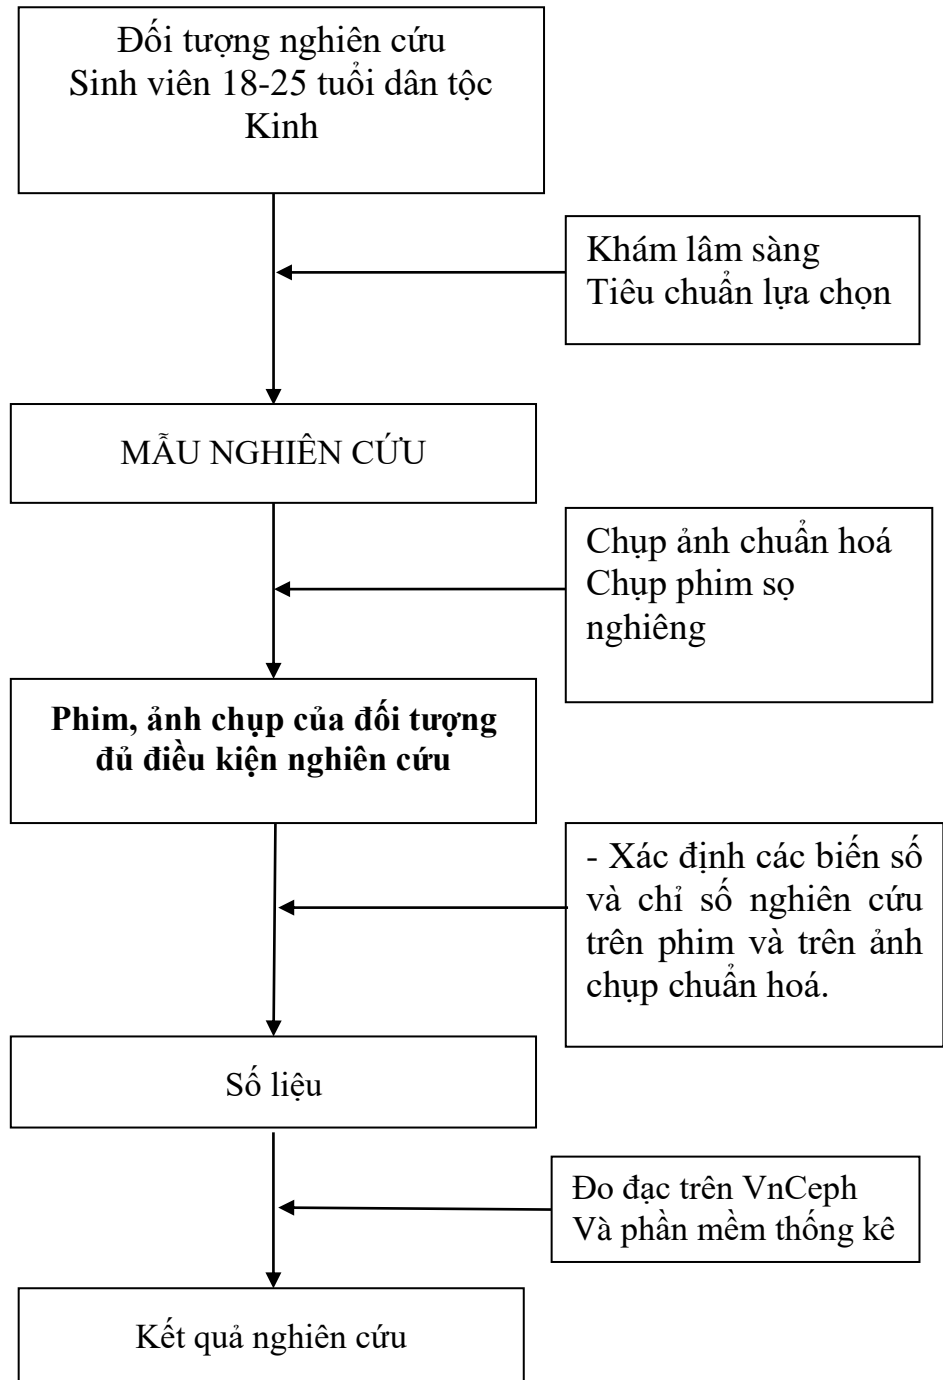 Đối tượng nghiên cứu
Sinh viên 18-25 tuổi dân tộc
Kinh
Khám lâm sàng
Tiêu chuẩn lựa chọn
MẪU NGHIÊN CỨU
Chụp ảnh chuẩn hoá
Chụp phim sọ
nghiêng
Phim, ảnh chụp của đối tượng
đủ điều kiện nghiên cứu
- Xác định các biến số
và chỉ số nghiên cứu
trên phim và trên ảnh
chụp chuẩn hoá.
Số liệu
Đo đạc trên VnCeph
Và phần mềm thống kê
Kết quả nghiên cứu